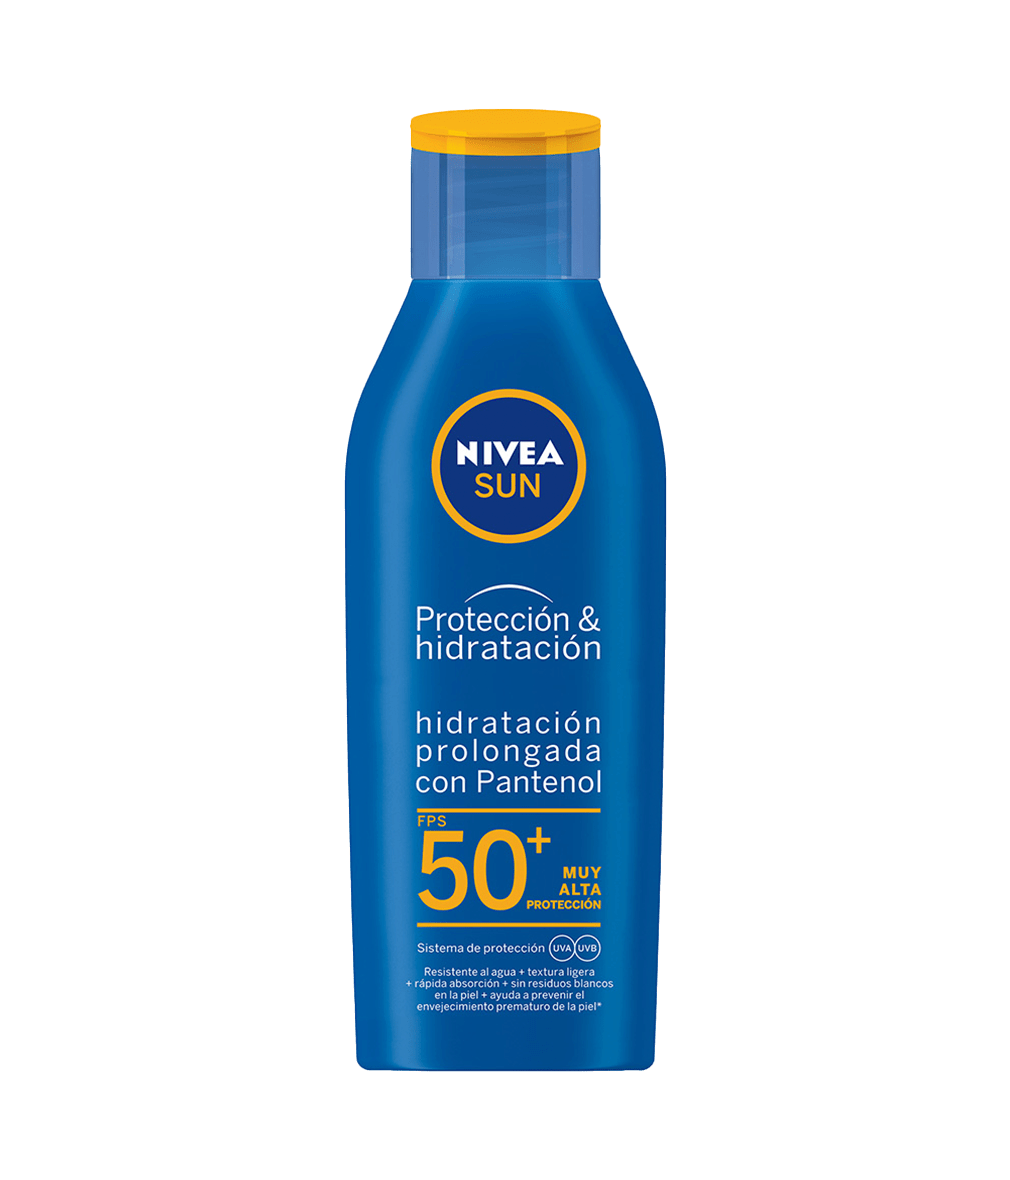 NIVEA
SUN
Protección &
hidratación
hidratación
prolongada
con Pantenol
FPS
50+
MUY
ALTA
PROTECCIÓN
Sistema de protección UVA UVB
Resistente al agua + textura ligera
+ rápida absorción + sin residuos blancos
en la piel + ayuda a prevenir el
envejecimiento prematuro de la piel*